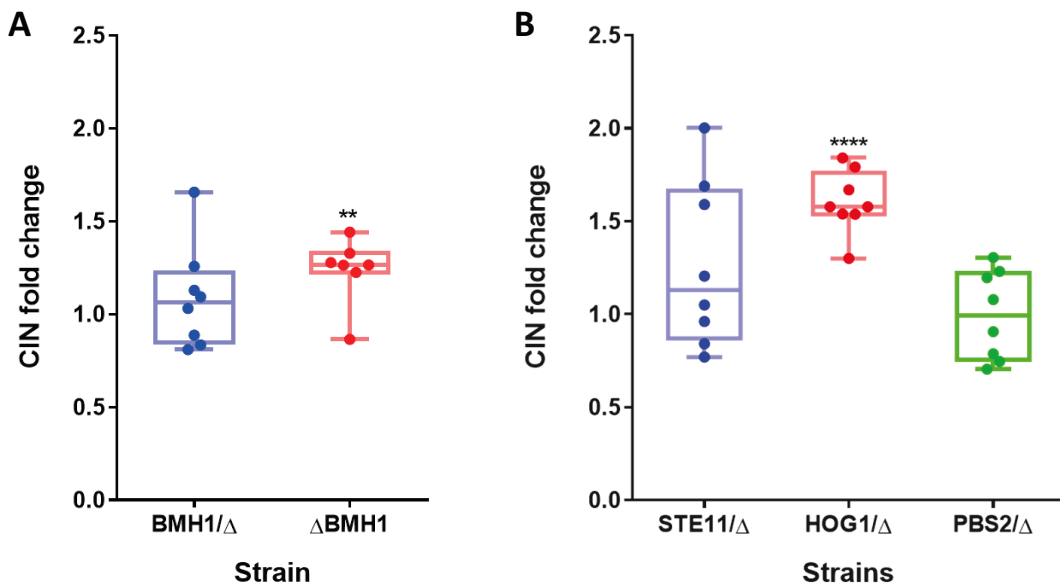 A
CIN fold change
2.5
2.0
1.5
1.0
0.5
0.0
**
BMH1/Δ ΔBMH1
Strain
B
CIN fold change
2.5
2.0
1.5
1.0
0.5
0.0
****
STE11/Δ HOG1/Δ PBS2/Δ
Strains